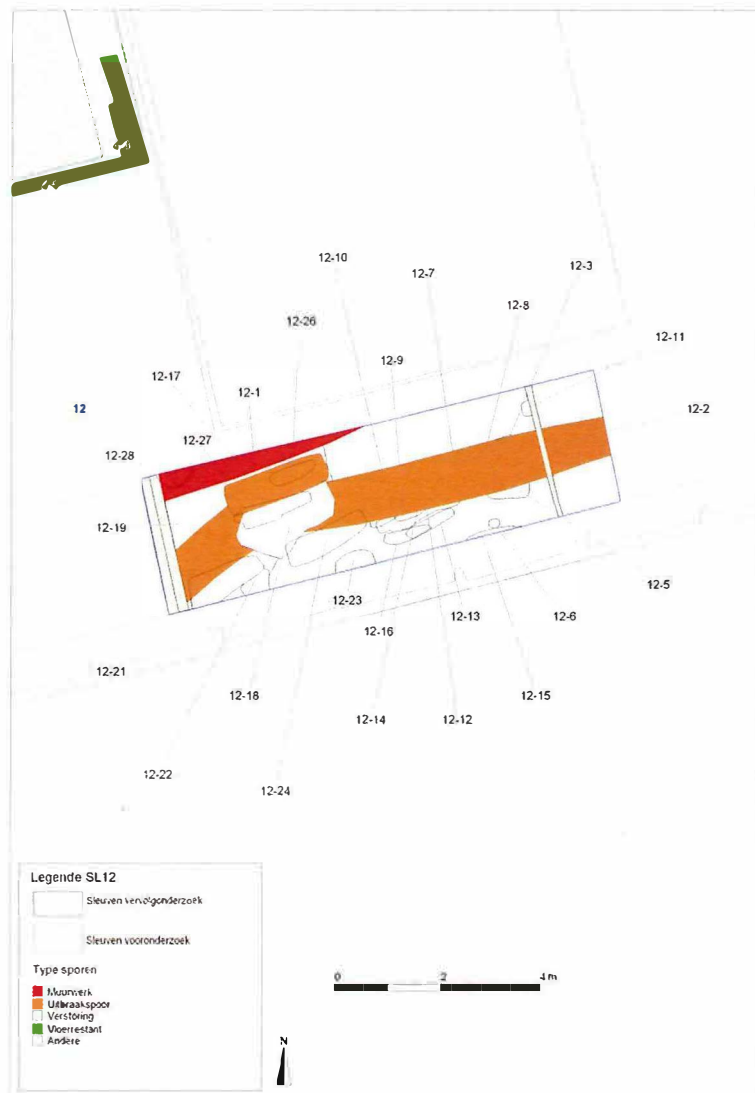 12-10
12-7
12-3
12-8
12-26
12-11
12-9
12-17
12-1
12
12-2
12-27
12-28
12-19
12-5
12-23
12-13
12-6
12-16
12-21
12-18
12-15
12-14
12-12
12-22
12-24
Legende SL12
Sleuven vervolgonderzoek
Sleuven vooronderzoek
Type sporen
Muurwerk
Uitbraakspoor
Verstoring
Vloerrestant
Andere
0 2 4 m
N